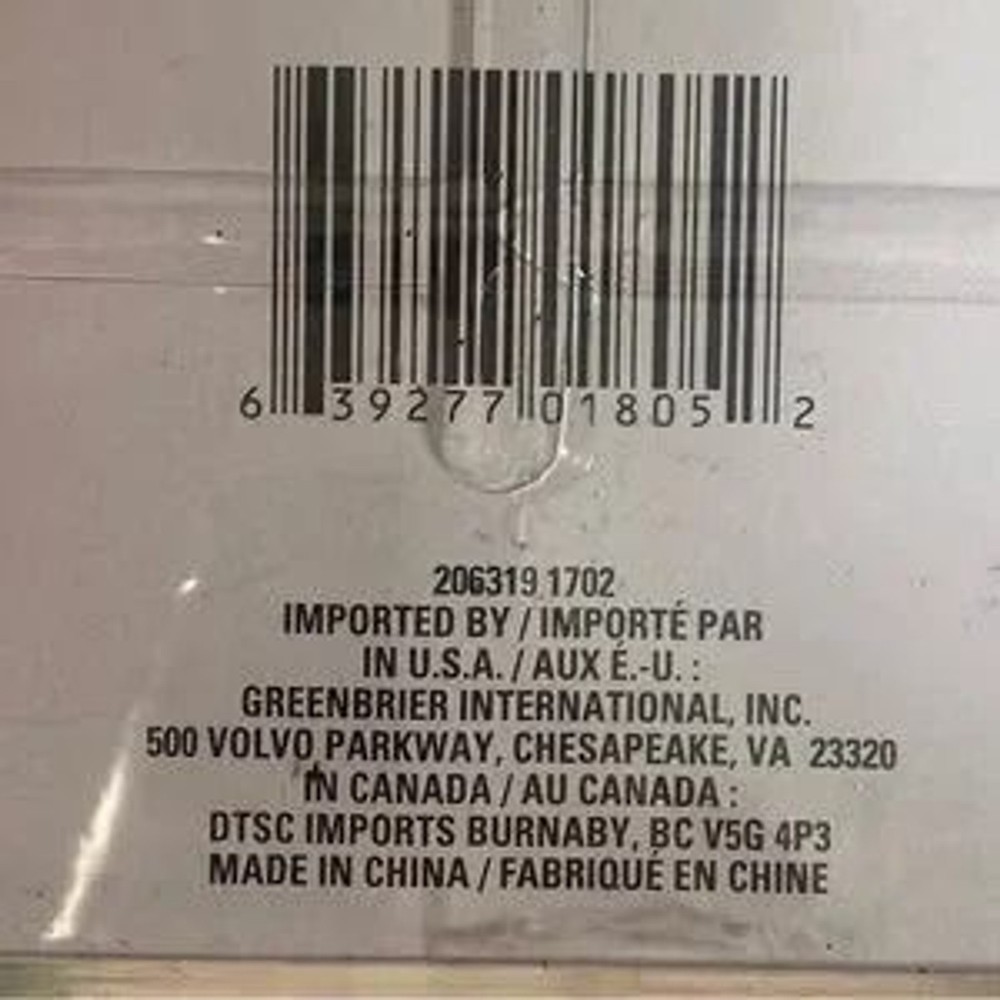 6 39277 01805 2
206319 1702
IMPORTED BY / IMPORTÉ PAR
IN U.S.A. / AUX É.-U. :
GREENBRIER INTERNATIONAL, INC.
500 VOLVO PARKWAY, CHESAPEAKE, VA 23320
IN CANADA / AU CANADA :
DTSC IMPORTS BURNABY, BC V5G 4P3
MADE IN CHINA / FABRIQUÉ EN CHINE